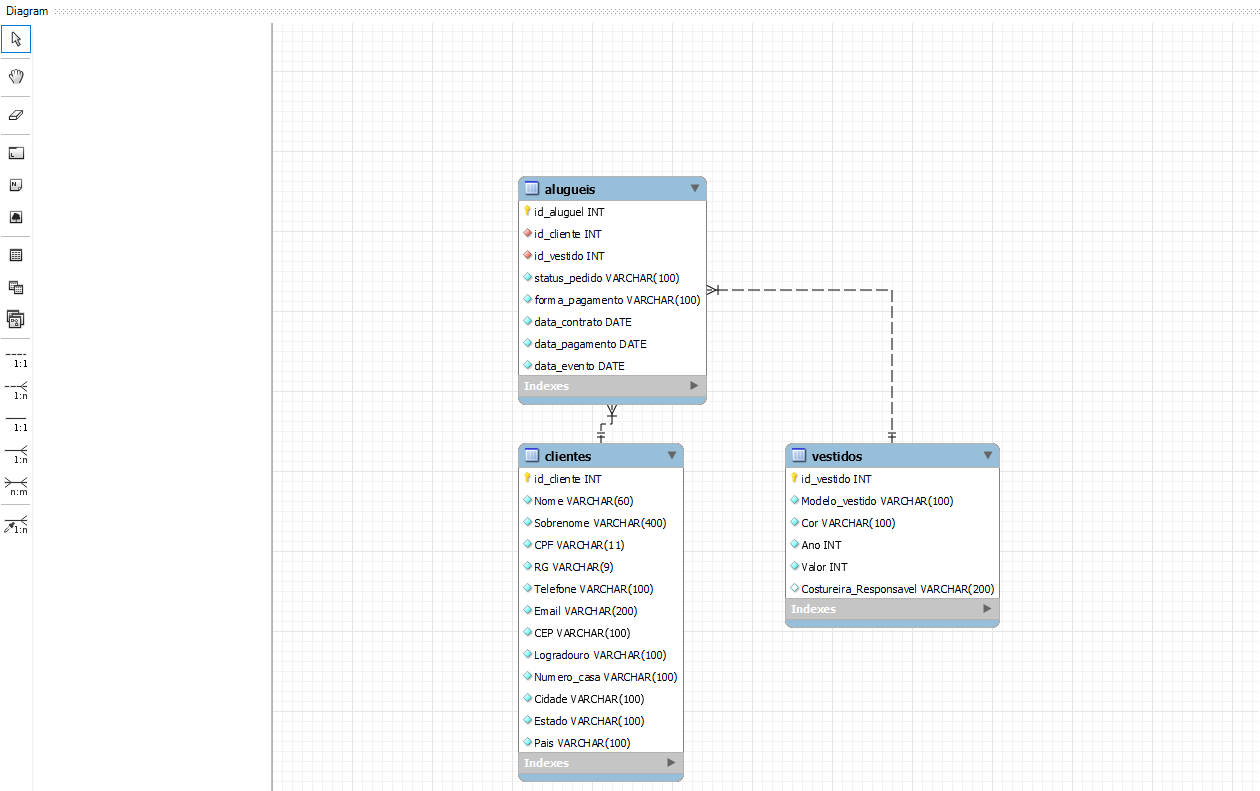 Diagram
1:1
1:n
1:1
1:n
n:m
1:n
alugueis
id_aluguel INT
id_cliente INT
id_vestido INT
status_pedido VARCHAR(100)
forma_pagamento VARCHAR(100)
data_contrato DATE
data_pagamento DATE
data_evento DATE
Indexes
clientes
id_cliente INT
Nome VARCHAR(60)
Sobrenome VARCHAR(400)
CPF VARCHAR(11)
RG VARCHAR(9)
Telefone VARCHAR(100)
Email VARCHAR(200)
CEP VARCHAR(100)
Logradouro VARCHAR(100)
Numero_casa VARCHAR(100)
Cidade VARCHAR(100)
Estado VARCHAR(100)
Pais VARCHAR(100)
Indexes
vestidos
id_vestido INT
Modelo_vestido VARCHAR(100)
Cor VARCHAR(100)
Ano INT
Valor INT
Costureira_Responsavel VARCHAR(200)
Indexes